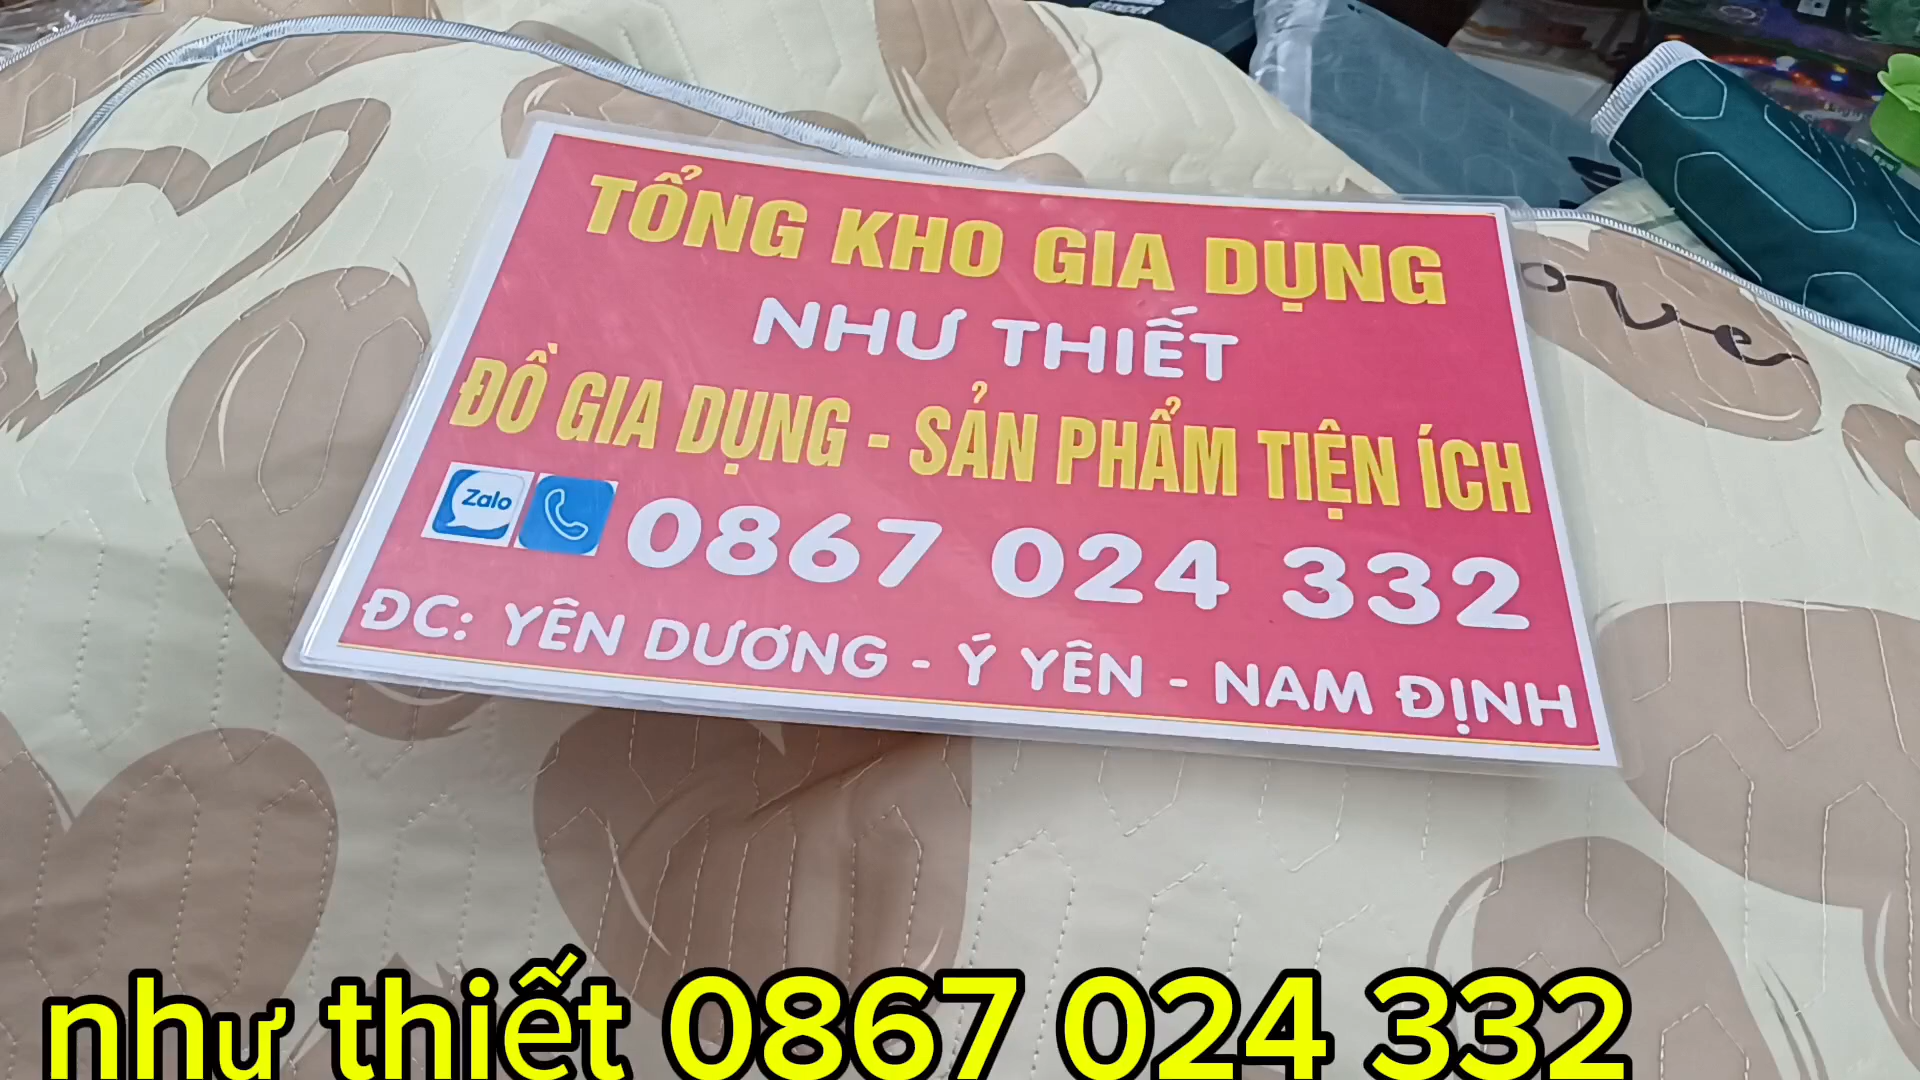 TỔNG KHO GIA DỤNG
NHƯ THIẾT
ĐỒ GIA DỤNG - SẢN PHẨM TIỆN ÍCH
Zalo 0867 024 332
ĐC: YÊN DƯƠNG - Ý YÊN - NAM ĐỊNH
ove
như thiết 0867 024 332